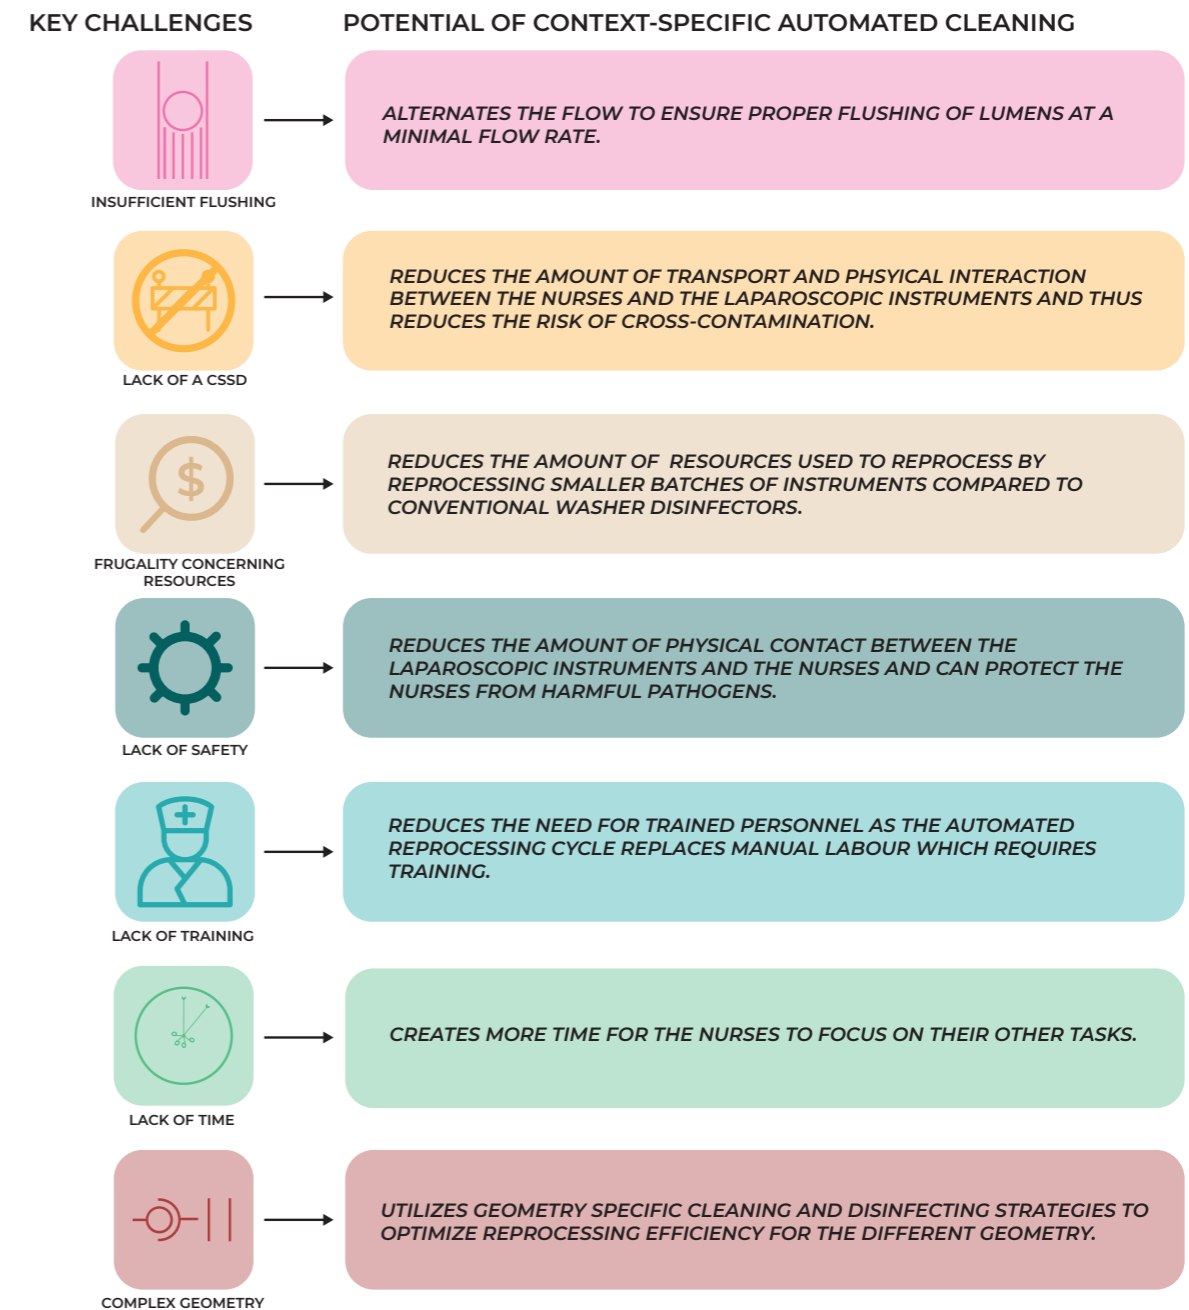 KEY CHALLENGES
POTENTIAL OF CONTEXT-SPECIFIC AUTOMATED CLEANING
ALTERNATES THE FLOW TO ENSURE PROPER FLUSHING OF LUMENS AT A
MINIMAL FLOW RATE.
INSUFFICIENT FLUSHING
REDUCES THE AMOUNT OF TRANSPORT AND PHSYICAL INTERACTION
BETWEEN THE NURSES AND THE LAPAROSCOPIC INSTRUMENTS AND THUS
REDUCES THE RISK OF CROSS-CONTAMINATION.
LACK OF A CSSD
$
REDUCES THE AMOUNT OF  RESOURCES USED TO REPROCESS BY
REPROCESSING SMALLER BATCHES OF INSTRUMENTS COMPARED TO
CONVENTIONAL WASHER DISINFECTORS.
FRUGALITY CONCERNING
RESOURCES
REDUCES THE AMOUNT OF PHYSICAL CONTACT BETWEEN THE
LAPAROSCOPIC INSTRUMENTS AND THE NURSES AND CAN PROTECT THE
NURSES FROM HARMFUL PATHOGENS.
LACK OF SAFETY
REDUCES THE NEED FOR TRAINED PERSONNEL AS THE AUTOMATED
REPROCESSING CYCLE REPLACES MANUAL LABOUR WHICH REQUIRES
TRAINING.
LACK OF TRAINING
CREATES MORE TIME FOR THE NURSES TO FOCUS ON THEIR OTHER TASKS.
LACK OF TIME
UTILIZES GEOMETRY SPECIFIC CLEANING AND DISINFECTING STRATEGIES TO
OPTIMIZE REPROCESSING EFFICIENCY FOR THE DIFFERENT GEOMETRY.
COMPLEX GEOMETRY